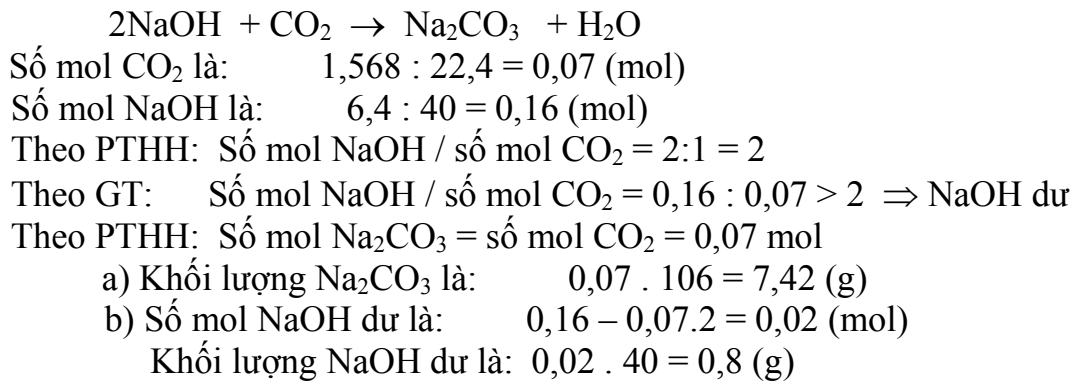 2NaOH + CO₂ → Na₂CO₃ + H₂O
Số mol CO₂ là: 1,568 : 22,4 = 0,07 (mol)
Số mol NaOH là: 6,4 : 40 = 0,16 (mol)
Theo PTHH: Số mol NaOH / số mol CO₂ = 2:1 = 2
Theo GT: Số mol NaOH / số mol CO₂ = 0,16 : 0,07 > 2 ⇒ NaOH dư
Theo PTHH: Số mol Na₂CO₃ = số mol CO₂ = 0,07 mol
a) Khối lượng Na₂CO₃ là: 0,07 . 106 = 7,42 (g)
b) Số mol NaOH dư là: 0,16 – 0,07.2 = 0,02 (mol)
Khối lượng NaOH dư là: 0,02 . 40 = 0,8 (g)